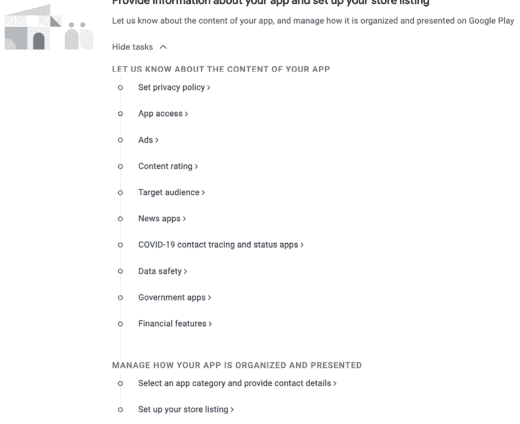 Provide information about your app and set up your store listing
Let us know about the content of your app, and manage how it is organized and presented on Google Play
Hide tasks
LET US KNOW ABOUT THE CONTENT OF YOUR APP
Set privacy policy >
App access >
Ads >
Content rating >
Target audience >
News apps >
COVID-19 contact tracing and status apps >
Data safety >
Government apps >
Financial features >
MANAGE HOW YOUR APP IS ORGANIZED AND PRESENTED
Select an app category and provide contact details >
Set up your store listing >